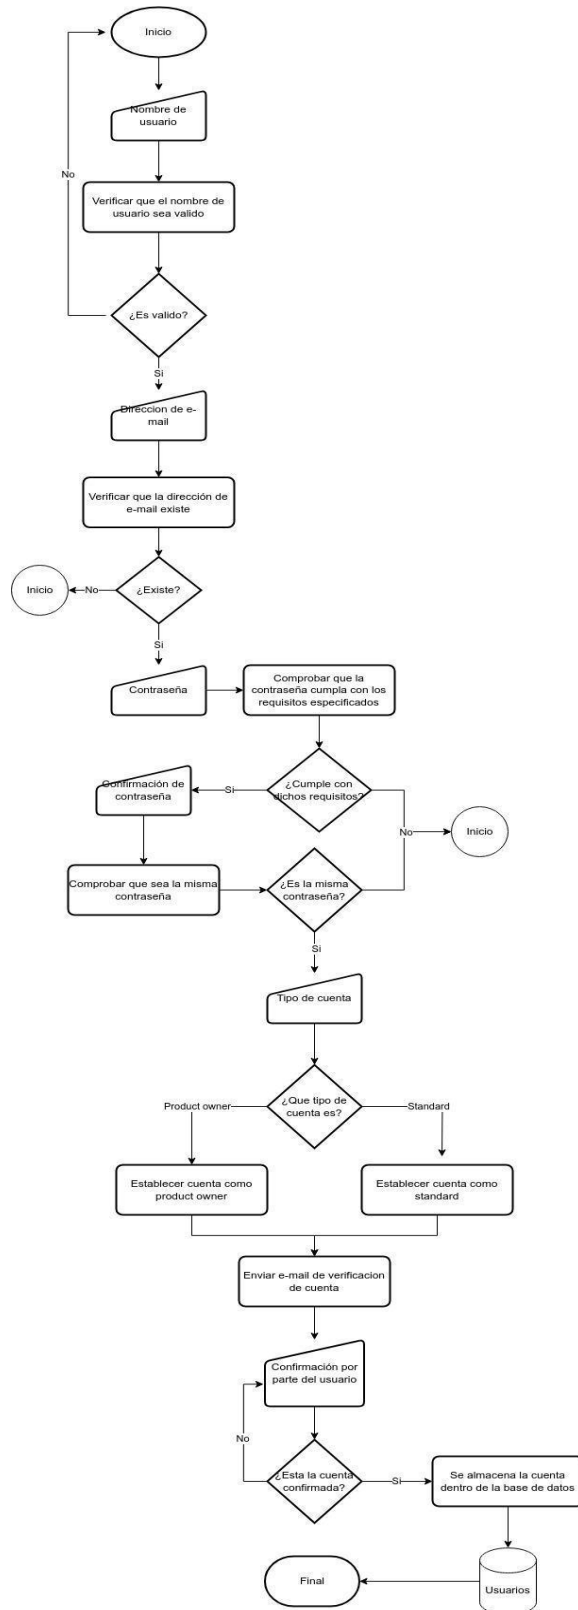 Inicio
Nombre de
usuario
No
Verificar que el nombre de
usuario sea valido
¿Es valido?
Si
Direccion de e-
mail
Verificar que la dirección de
e-mail existe
Inicio
No
¿Existe?
Si
Contraseña
Comprobar que la
contraseña cumpla con los
requisitos especificados
Confirmación de
contraseña
Si
¿Cumple con
dichos requisitos?
No
Inicio
Comprobar que sea la misma
contraseña
¿Es la misma
contraseña?
Si
Tipo de cuenta
Product owner
¿Que tipo de
cuenta es?
Standard
Establecer cuenta como
product owner
Establecer cuenta como
standard
Enviar e-mail de verificacion
de cuenta
Confirmación por
parte del usuario
No
¿Esta la cuenta
confirmada?
Si
Se almacena la cuenta
dentro de la base de datos
Final
Usuarios